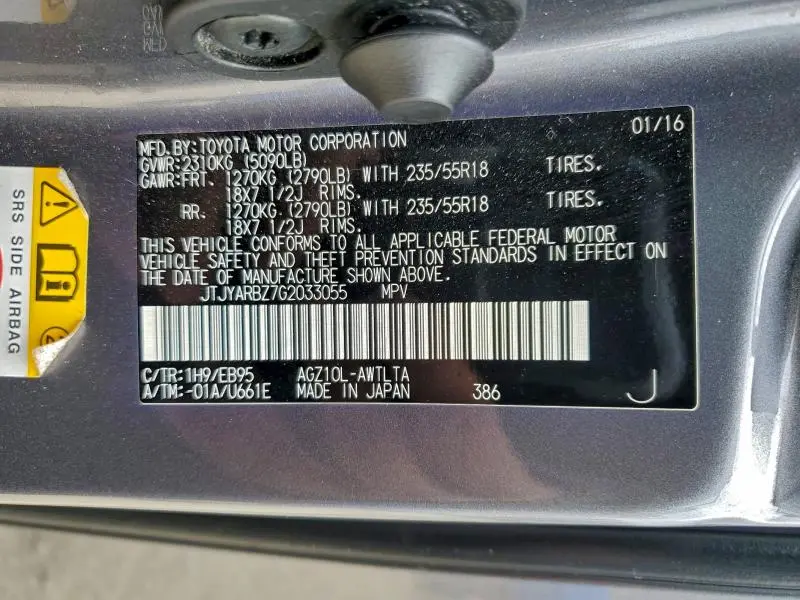 01/16
MFD.BY:TOYOTA MOTOR CORPORATION
GVWR:2310KG (5090LB)
GAWR:FRT. 1270KG (2790LB) WITH 235/55R18 TIRES.
18X7 1/2J RIMS.
RR. 1270KG (2790LB) WITH 235/55R18 TIRES.
18X7 1/2J RIMS.
THIS VEHICLE CONFORMS TO ALL APPLICABLE FEDERAL MOTOR
VEHICLE SAFETY AND THEFT PREVENTION STANDARDS IN EFFECT ON
THE DATE OF MANUFACTURE SHOWN ABOVE.
JTJYARBZ7G2033055 MPV
C/TR:1H9/EB95 AGZ10L-AWTLTA
A/TM:-01A/U661E MADE IN JAPAN 386
J
SRS SIDE AIRBAG